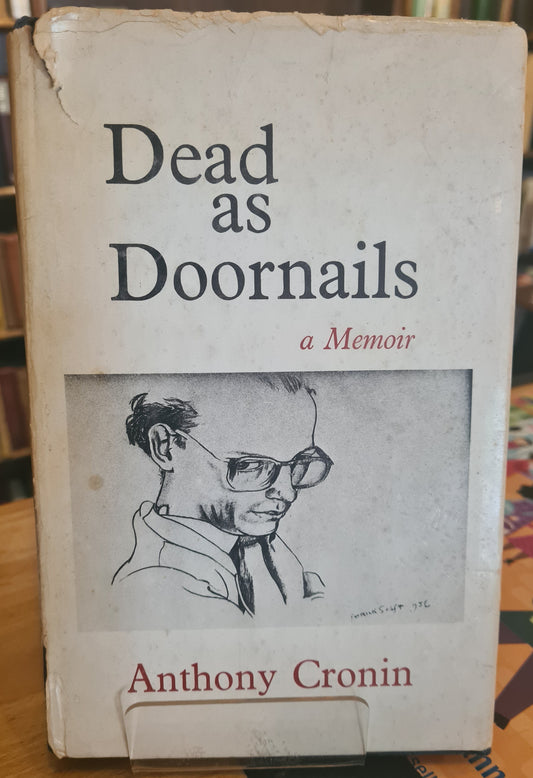 Dead
as
Doornails
a Memoir
Anthony Cronin